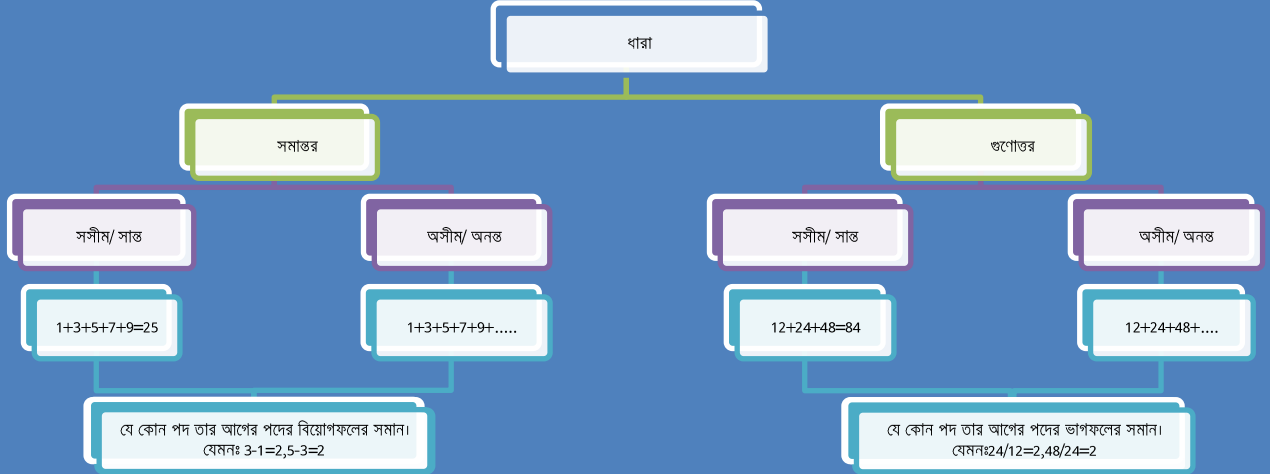 ধারা
সমান্তর
গুণোত্তর
সসীম/ সান্ত
অসীম/ অনন্ত
সসীম/ সান্ত
অসীম/ অনন্ত
1+3+5+7+9=25
1+3+5+7+9+.....
12+24+48=84
12+24+48+....
যে কোন পদ তার আগের পদের বিয়োগফলের সমান।
যেমনঃ 3-1=2,5-3=2
যে কোন পদ তার আগের পদের ভাগফলের সমান।
যেমনঃ24/12=2,48/24=2